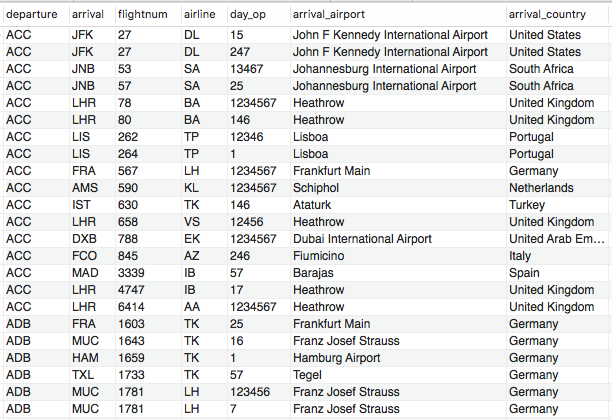 departure arrival flightnum airline day_op arrival_airport arrival_country
ACC JFK 27 DL 15 John F Kennedy International Airport United States
ACC JFK 27 DL 247 John F Kennedy International Airport United States
ACC JNB 53 SA 13467 Johannesburg International Airport South Africa
ACC JNB 57 SA 25 Johannesburg International Airport South Africa
ACC LHR 78 BA 1234567 Heathrow United Kingdom
ACC LHR 80 BA 146 Heathrow United Kingdom
ACC LIS 262 TP 12346 Lisboa Portugal
ACC LIS 264 TP 1 Lisboa Portugal
ACC FRA 567 LH 1234567 Frankfurt Main Germany
ACC AMS 590 KL 1234567 Schiphol Netherlands
ACC IST 630 TK 146 Ataturk Turkey
ACC LHR 658 VS 12456 Heathrow United Kingdom
ACC DXB 788 EK 1234567 Dubai International Airport United Arab Em...
ACC FCO 845 AZ 246 Fiumicino Italy
ACC MAD 3339 IB 57 Barajas Spain
ACC LHR 4747 IB 17 Heathrow United Kingdom
ACC LHR 6414 AA 1234567 Heathrow United Kingdom
ADB FRA 1603 TK 25 Frankfurt Main Germany
ADB MUC 1643 TK 16 Franz Josef Strauss Germany
ADB HAM 1659 TK 1 Hamburg Airport Germany
ADB TXL 1733 TK 57 Tegel Germany
ADB MUC 1781 LH 123456 Franz Josef Strauss Germany
ADB MUC 1781 LH 7 Franz Josef Strauss Germany